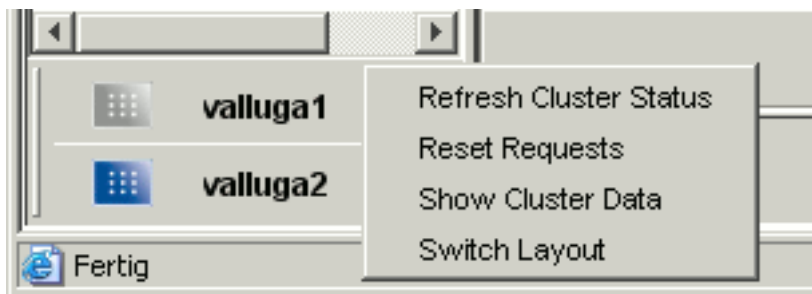 valluga1
valluga2
Refresh Cluster Status
Reset Requests
Show Cluster Data
Switch Layout
Fertig